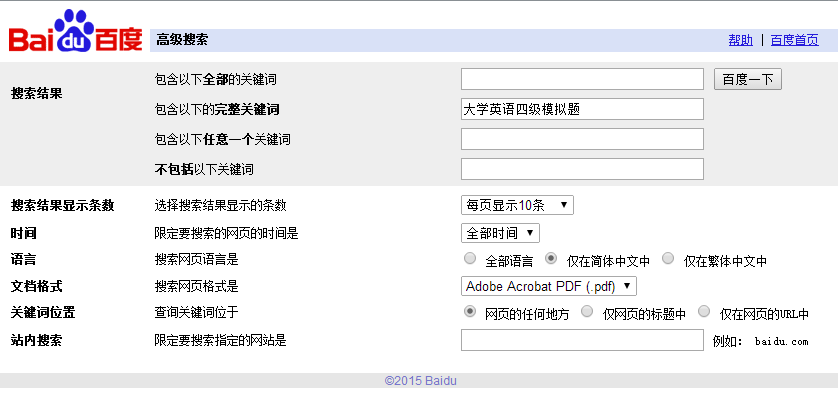 Bai du 百度 高级搜索 帮助 | 百度首页
搜索结果 包含以下全部的关键词 百度一下
包含以下的完整关键词 大学英语四级模拟题
包含以下任意一个关键词
不包括以下关键词
搜索结果显示条数 选择搜索结果显示的条数 每页显示10条
时间 限定要搜索的网页的时间是 全部时间
语言 搜索网页语言是 全部语言 仅在简体中文中 仅在繁体中文中
文档格式 搜索网页格式是 Adobe Acrobat PDF (.pdf)
关键词位置 查询关键词位于 网页的任何地方 仅网页的标题中 仅在网页的URL中
站内搜索 限定要搜索指定的网站是 例如: baidu.com
©2015 Baidu